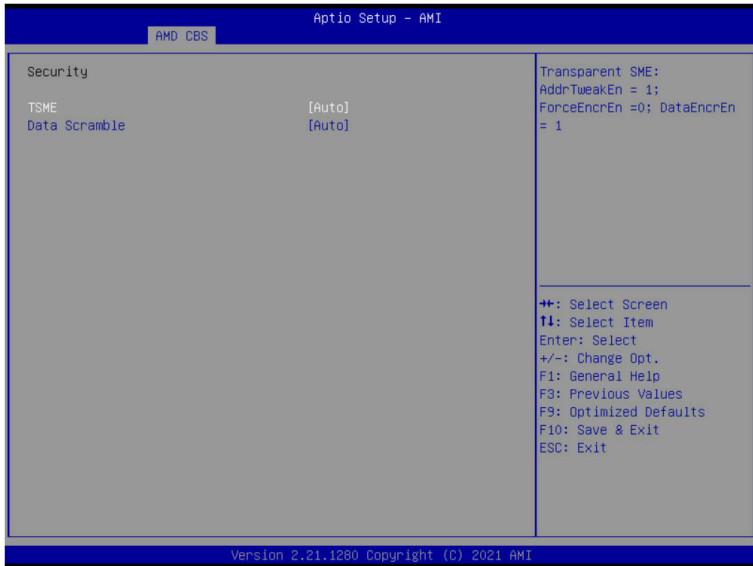 Aptio Setup – AMI
AMD CBS
Security
TSME [Auto]
Data Scramble [Auto]
Transparent SME:
AddrTweakEn = 1;
ForceEncrEn =0; DataEncrEn
= 1
→←: Select Screen
↑↓: Select Item
Enter: Select
+/-: Change Opt.
F1: General Help
F3: Previous Values
F9: Optimized Defaults
F10: Save & Exit
ESC: Exit
Version 2.21.1280 Copyright (C) 2021 AMI